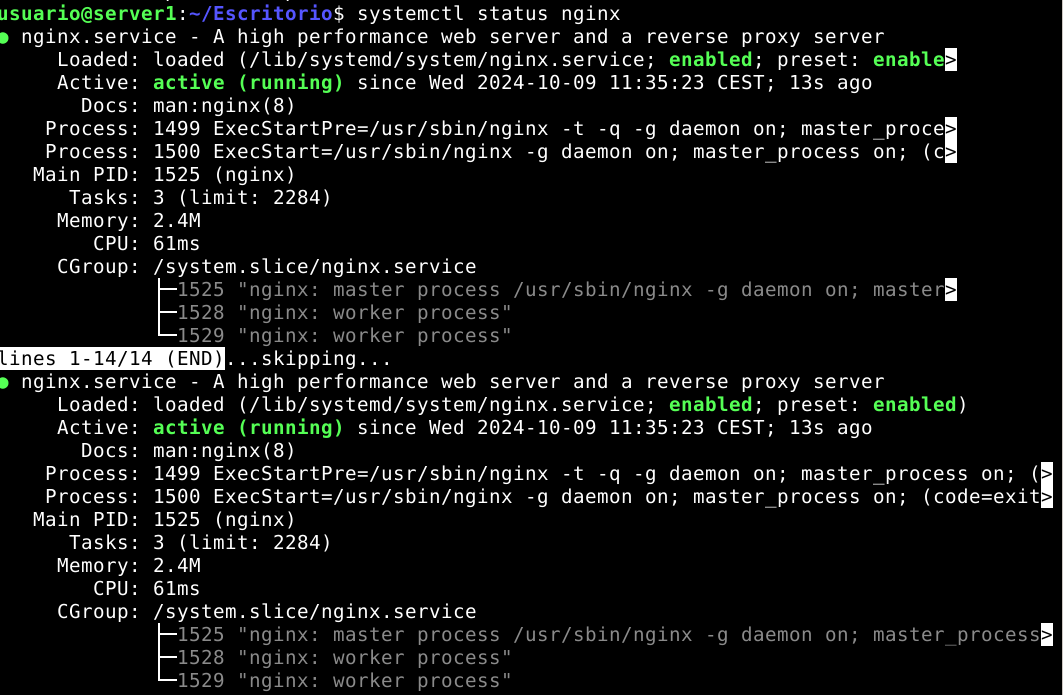 usuario@server1:~/Escritorio$ systemctl status nginx
● nginx.service - A high performance web server and a reverse proxy server
     Loaded: loaded (/lib/systemd/system/nginx.service; enabled; preset: enable>
     Active: active (running) since Wed 2024-10-09 11:35:23 CEST; 13s ago
       Docs: man:nginx(8)
    Process: 1499 ExecStartPre=/usr/sbin/nginx -t -q -g daemon on; master_proce>
    Process: 1500 ExecStart=/usr/sbin/nginx -g daemon on; master_process on; (c>
   Main PID: 1525 (nginx)
      Tasks: 3 (limit: 2284)
     Memory: 2.4M
        CPU: 61ms
     CGroup: /system.slice/nginx.service
             ├─1525 "nginx: master process /usr/sbin/nginx -g daemon on; master>
             ├─1528 "nginx: worker process"
             └─1529 "nginx: worker process"
lines 1-14/14 (END)...skipping...
● nginx.service - A high performance web server and a reverse proxy server
     Loaded: loaded (/lib/systemd/system/nginx.service; enabled; preset: enabled)
     Active: active (running) since Wed 2024-10-09 11:35:23 CEST; 13s ago
       Docs: man:nginx(8)
    Process: 1499 ExecStartPre=/usr/sbin/nginx -t -q -g daemon on; master_process on; (>
    Process: 1500 ExecStart=/usr/sbin/nginx -g daemon on; master_process on; (code=exit>
   Main PID: 1525 (nginx)
      Tasks: 3 (limit: 2284)
     Memory: 2.4M
        CPU: 61ms
     CGroup: /system.slice/nginx.service
             ├─1525 "nginx: master process /usr/sbin/nginx -g daemon on; master_process>
             ├─1528 "nginx: worker process"
             └─1529 "nginx: worker process"